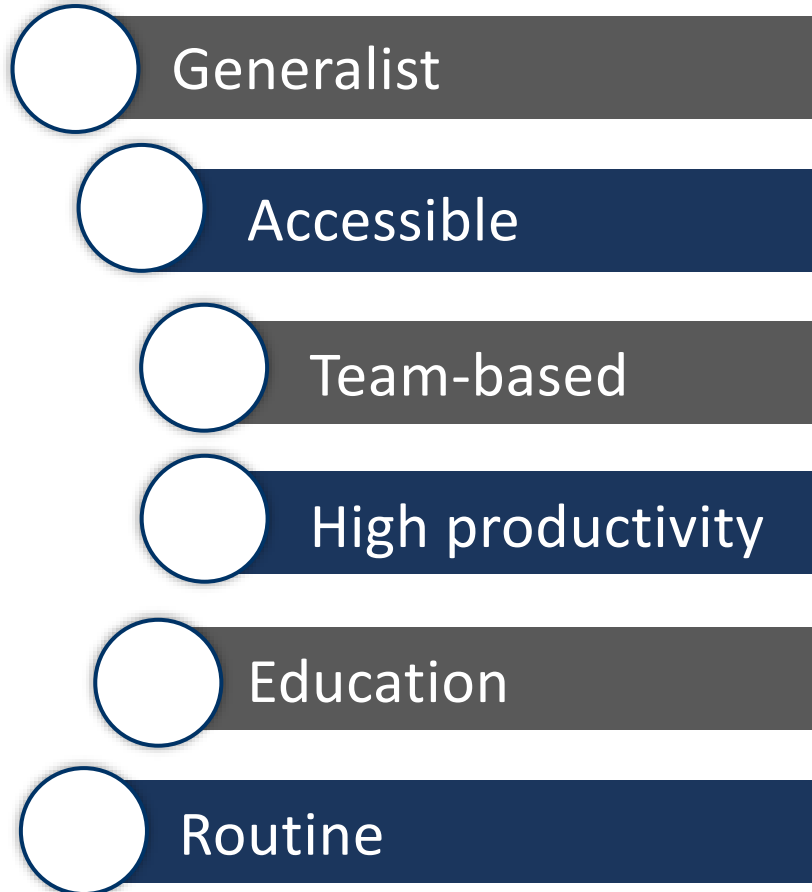 Generalist
Accessible
Team-based
High productivity
Education
Routine